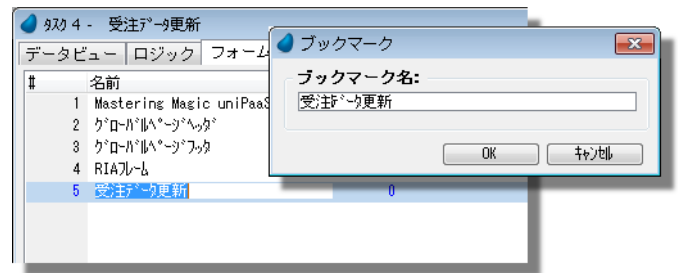 タスク 4 - 受注データ更新
データビュー ロジック フォーム
# 名前
1 Mastering Magic uniPaaS
2 グローバルページヘッダ
3 グローバルページフッタ
4 RIAフレーム
5 受注データ更新 0
ブックマーク
ブックマーク名:
受注データ更新
OK キャンセル